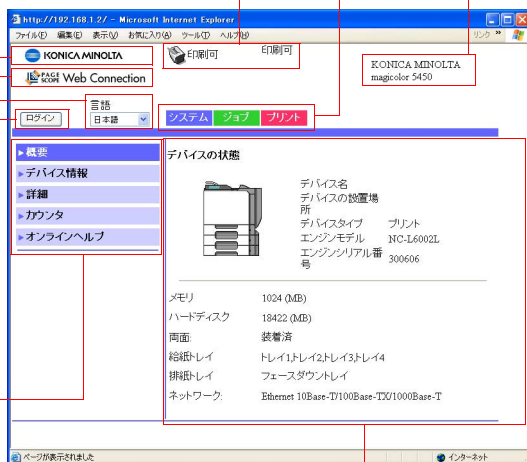 http://192.168.1.2/ - Microsoft Internet Explorer
ファイル(F) 編集(E) 表示(V) お気に入り(A) ツール(T) ヘルプ(H)
リンク »
KONICA MINOLTA
印刷可
印刷可
KONICA MINOLTA
magicolor 5450
PAGE SCOPE Web Connection
言語
ログイン
日本語
システム ジョブ プリント
概要
デバイス情報
詳細
カウンタ
オンラインヘルプ
デバイスの状態
デバイス名
デバイスの設置場
所
デバイスタイプ プリント
エンジンモデル NC-L6002L
エンジンシリアル番
号 300606
メモリ 1024 (MB)
ハードディスク 18422 (MB)
両面: 装着済
給紙トレイ トレイ1,トレイ2,トレイ3,トレイ4
排紙トレイ フェースダウントレイ
ネットワーク: Ethernet 10Base-T/100Base-TX/1000Base-T
ページが表示されました
インターネット